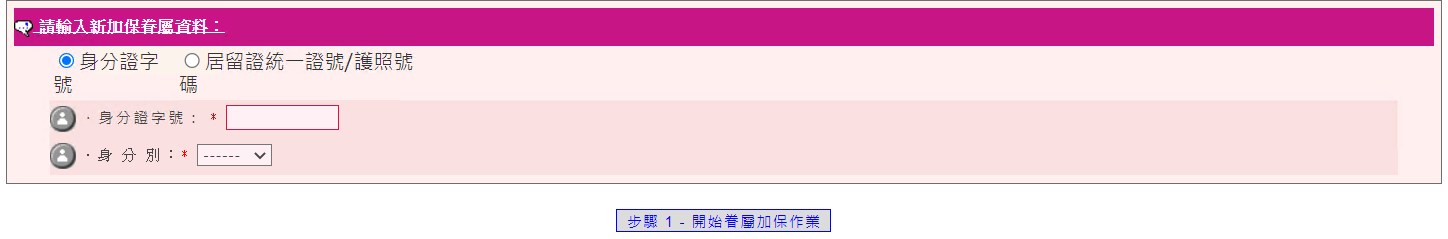 請輸入新加保眷屬資料：
身分證字號
居留證統一證號/護照號碼
．身分證字號： *
．身 分 別：* ------
步驟 1 - 開始眷屬加保作業